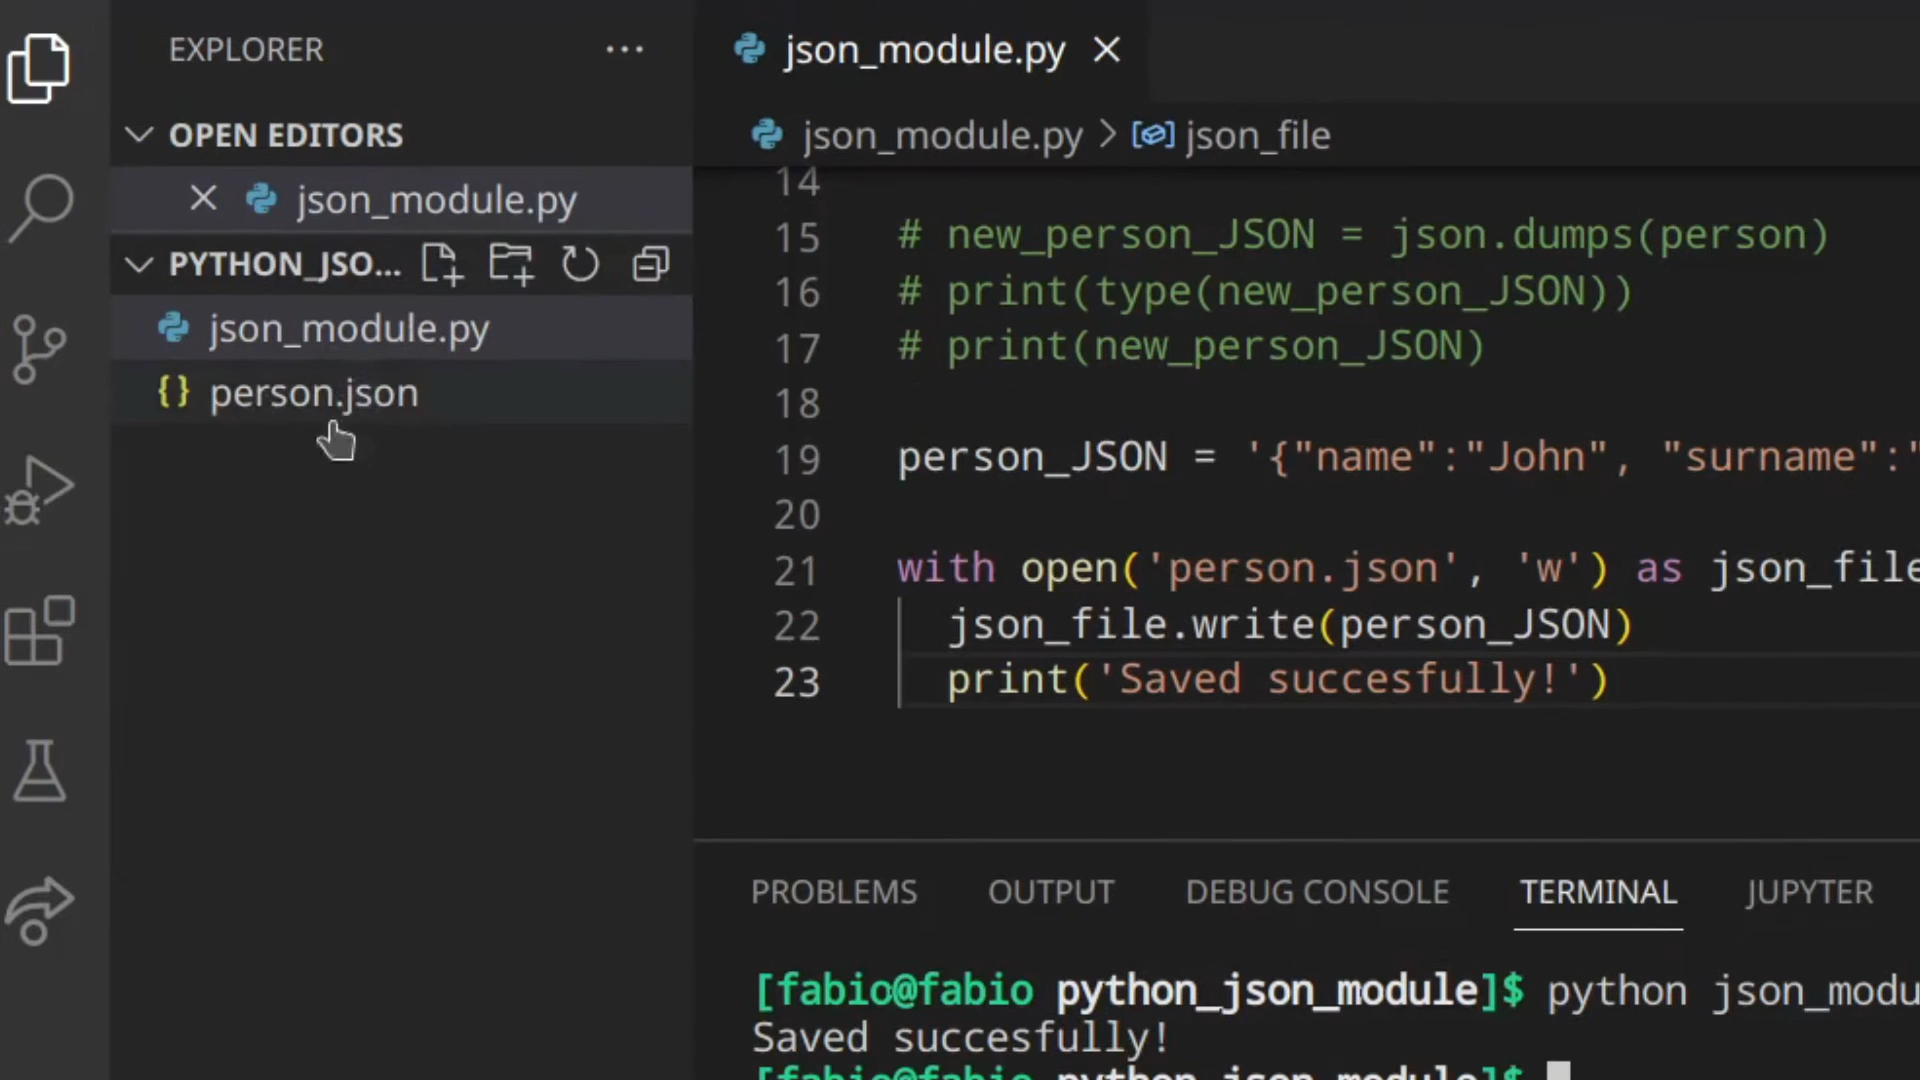 EXPLORER ...
OPEN EDITORS
json_module.py
PYTHON_JSO...
json_module.py
{} person.json
json_module.py
json_module.py > json_file
14
15 # new_person_JSON = json.dumps(person)
16 # print(type(new_person_JSON))
17 # print(new_person_JSON)
18
19 person_JSON = '{"name":"John", "surname":"
20
21 with open('person.json', 'w') as json_file
22 json_file.write(person_JSON)
23 print('Saved succesfully!')
PROBLEMS OUTPUT DEBUG CONSOLE TERMINAL JUPYTER
[fabio@fabio python_json_module]$ python json_modu
Saved succesfully!
[fabio@fabio python_json_module]$